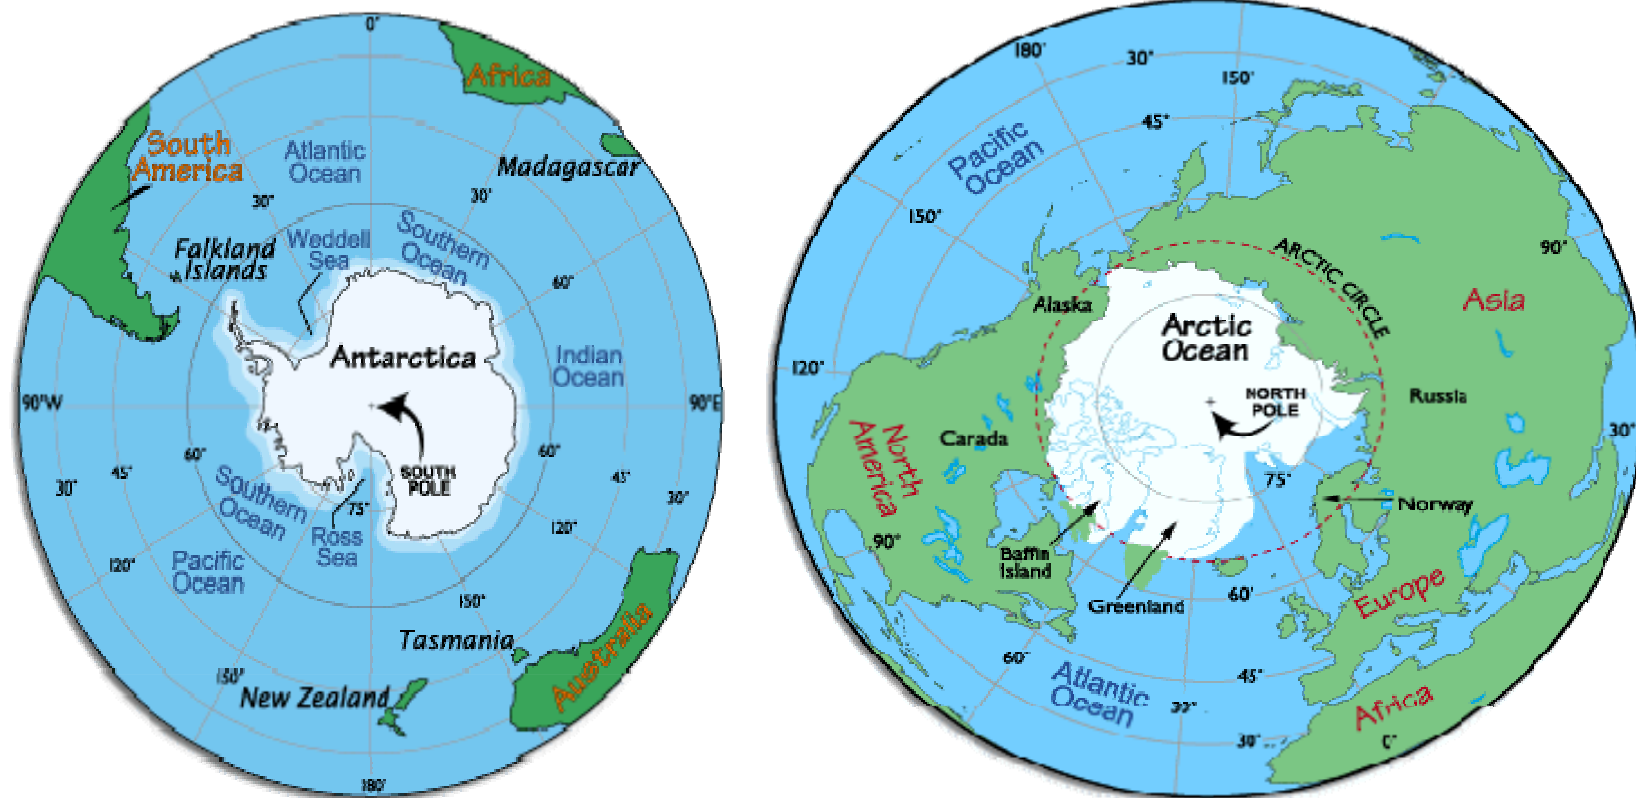 0°
Africa
South
America
Atlantic
Ocean
Madagascar
30°
30°
Falkland
Islands
Weddell
Sea
Southern
Ocean
60°
Antarctica
Indian
Ocean
90°W
90°E
60°
60°
45°
45°
30°
30°
SOUTH
POLE
Southern
Ocean
75°
Ross
Sea
120°
120°
Pacific
Ocean
150°
150°
Tasmania
Australia
New Zealand
180°
180°
30°
150°
45°
Pacific
Ocean
150°
90°
ARCTIC CIRCLE
Asia
Alaska
Arctic
Ocean
120°
NORTH
POLE
Russia
North
America
Carada
30°
75°
Norway
90°
Baffin
Island
Greenland
60°
Europe
60°
Atlantic
Ocean
45°
30°
Africa
30°
0°